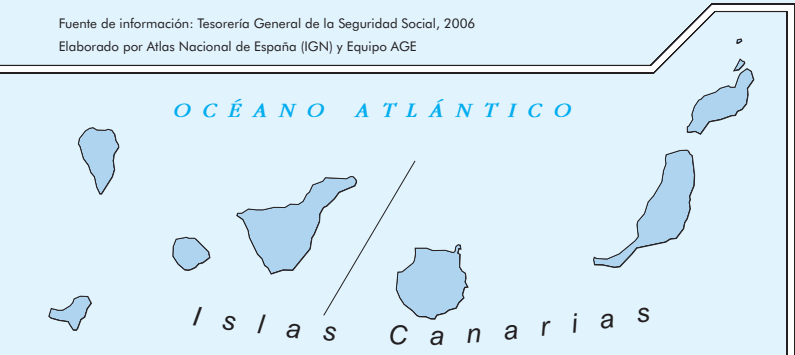 Fuente de información: Tesorería General de la Seguridad Social, 2006
Elaborado por Atlas Nacional de España (IGN) y Equipo AGE
OCÉANO ATLÁNTICO
Islas Canarias